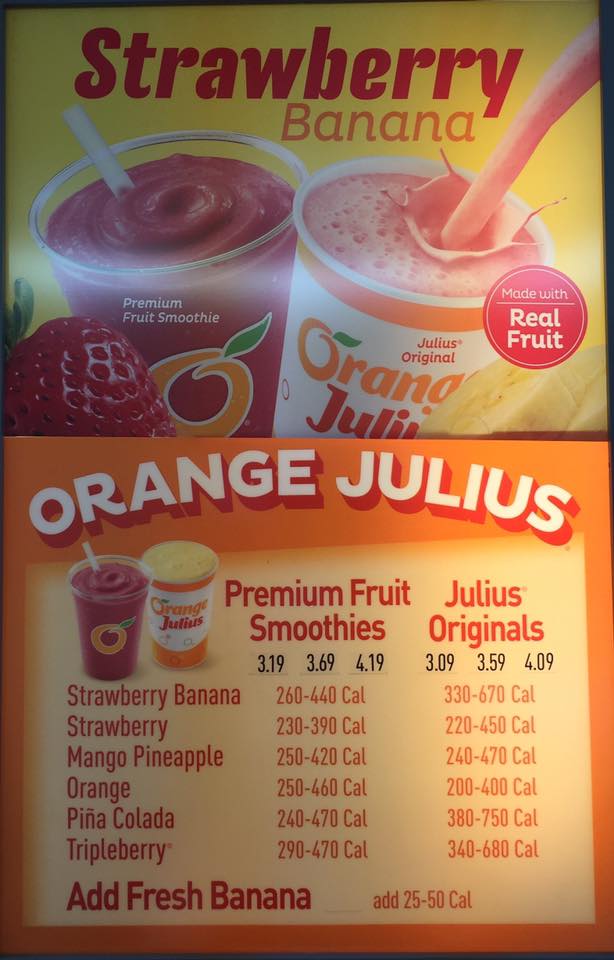 Strawberry
Banana
Premium
Fruit Smoothie
Made with
Real
Fruit
Julius®
Original
Orange
Julius
ORANGE JULIUS®
Orange
Julius
Premium Fruit
Smoothies
Julius®
Originals
3.19 3.69 4.19 3.09 3.59 4.09
Strawberry Banana 260-440 Cal 330-670 Cal
Strawberry 230-390 Cal 220-450 Cal
Mango Pineapple 250-420 Cal 240-470 Cal
Orange 250-460 Cal 200-400 Cal
Piña Colada 240-470 Cal 380-750 Cal
Tripleberry® 290-470 Cal 340-680 Cal
Add Fresh Banana add 25-50 Cal